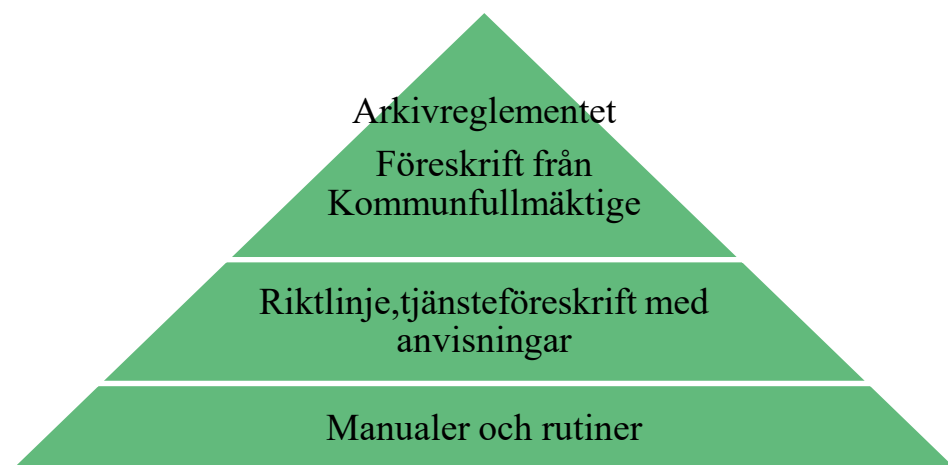 Arkivreglementet
Föreskrift från
Kommunfullmäktige
Riktlinje,tjänsteföreskrift med
anvisningar
Manualer och rutiner